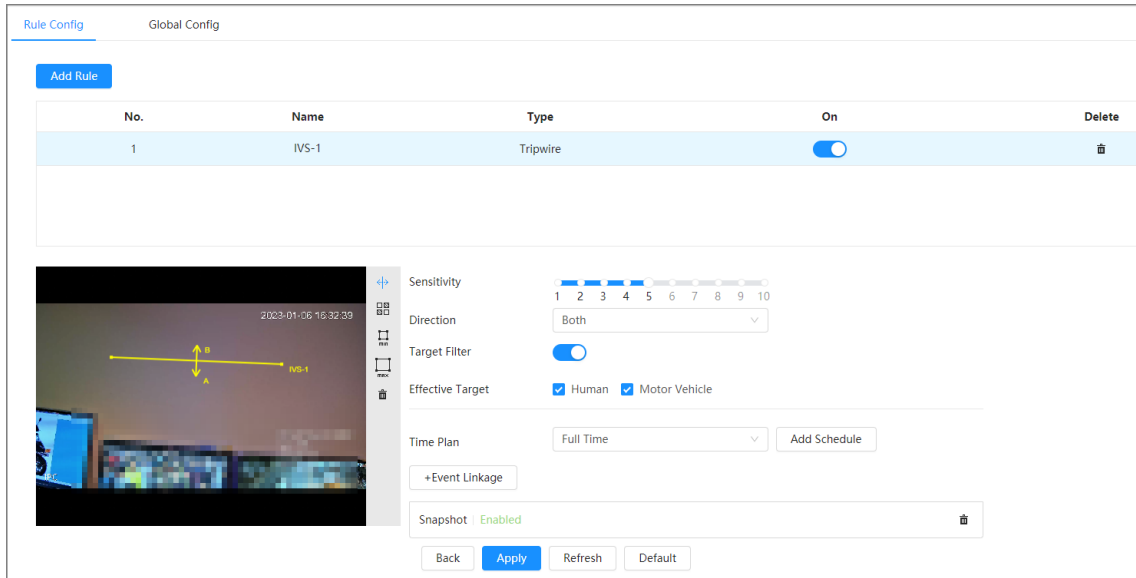 Rule Config Global Config
Add Rule
No. Name Type On Delete
1 IVS-1 Tripwire
2023-01-06 16:32:39
B
IVS-1
A
min
max
Sensitivity
1 2 3 4 5 6 7 8 9 10
Direction Both
Target Filter
Effective Target Human Motor Vehicle
Time Plan Full Time Add Schedule
+Event Linkage
Snapshot Enabled
Back Apply Refresh Default